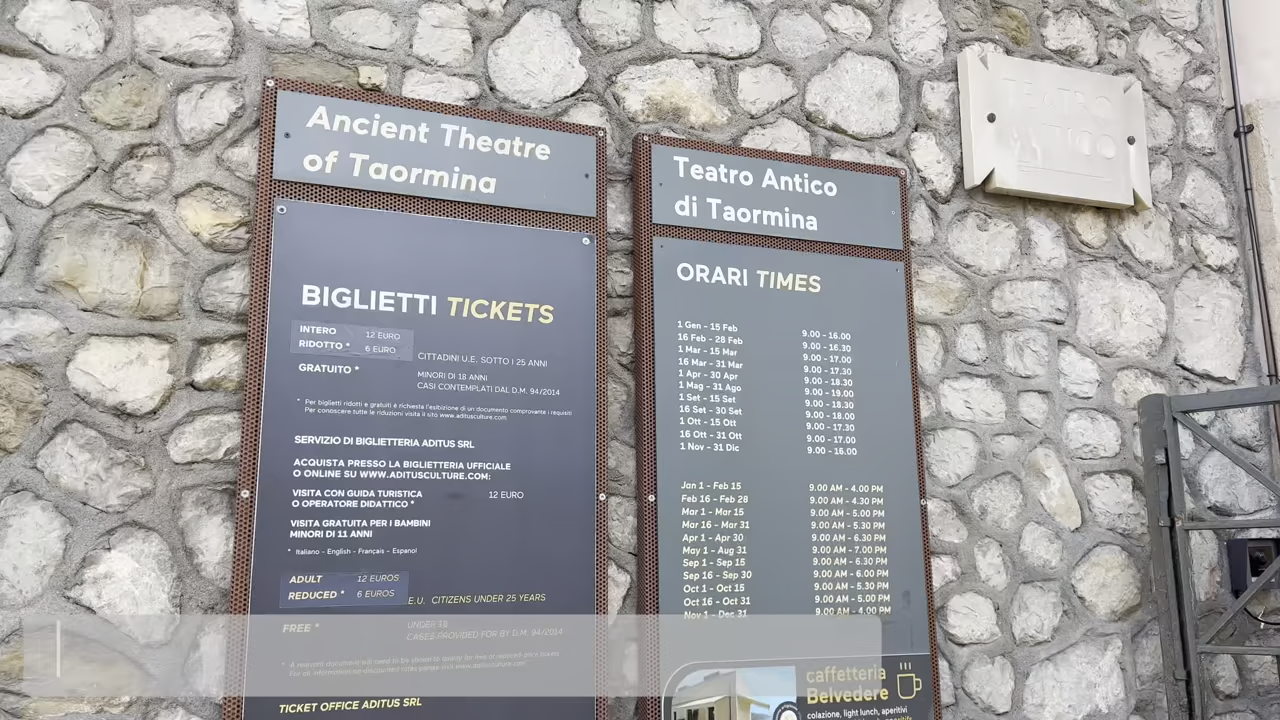 Ancient Theatre
of Taormina
BIGLIETTI TICKETS
INTERO 12 EURO
RIDOTTO * 6 EURO CITTADINI U.E. SOTTO I 25 ANNI
GRATUITO * MINORI DI 18 ANNI
CASI CONTEMPLATI DAL D.M. 94/2014
* Per biglietti ridotti e gratuiti è richiesta l'esibizione di un documento comprovante i requisiti
Per conoscere tutte le riduzioni visita il sito www.aditusculture.com
SERVIZIO DI BIGLIETTERIA ADITUS SRL
ACQUISTA PRESSO LA BIGLIETTERIA UFFICIALE
O ONLINE SU WWW.ADITUSCULTURE.COM:
VISITA CON GUIDA TURISTICA 12 EURO
O OPERATORE DIDATTICO *
VISITA GRATUITA PER I BAMBINI
MINORI DI 11 ANNI
* Italiano - English - Français - Espanol
ADULT 12 EUROS
REDUCED * 6 EUROS E.U. CITIZENS UNDER 25 YEARS
FREE * UNDER 18
CASES PROVIDED FOR BY D.M. 94/2014
TICKET OFFICE ADITUS SRL
Teatro Antico
di Taormina
ORARI TIMES
1 Gen - 15 Feb 9.00 - 16.00
16 Feb - 28 Feb 9.00 - 16.30
1 Mar - 15 Mar 9.00 - 17.00
16 Mar - 31 Mar 9.00 - 17.30
1 Apr - 30 Apr 9.00 - 18.30
1 Mag - 31 Ago 9.00 - 19.00
1 Set - 15 Set 9.00 - 18.30
16 Set - 30 Set 9.00 - 18.00
1 Ott - 15 Ott 9.00 - 17.30
16 Ott - 31 Ott 9.00 - 17.00
1 Nov - 31 Dic 9.00 - 16.00
Jan 1 - Feb 15 9.00 AM - 4.00 PM
Feb 16 - Feb 28 9.00 AM - 4.30 PM
Mar 1 - Mar 15 9.00 AM - 5.00 PM
Mar 16 - Mar 31 9.00 AM - 5.30 PM
Apr 1 - Apr 30 9.00 AM - 6.30 PM
May 1 - Aug 31 9.00 AM - 7.00 PM
Sep 1 - Sep 15 9.00 AM - 6.30 PM
Sep 16 - Sep 30 9.00 AM - 6.00 PM
Oct 1 - Oct 15 9.00 AM - 5.30 PM
Oct 16 - Oct 31 9.00 AM - 5.00 PM
Nov 1 - Dec 31 9.00 AM - 4.00 PM
caffetteria
Belvedere
colazione, light lunch, aperitivi
TEATRO
ANTICO